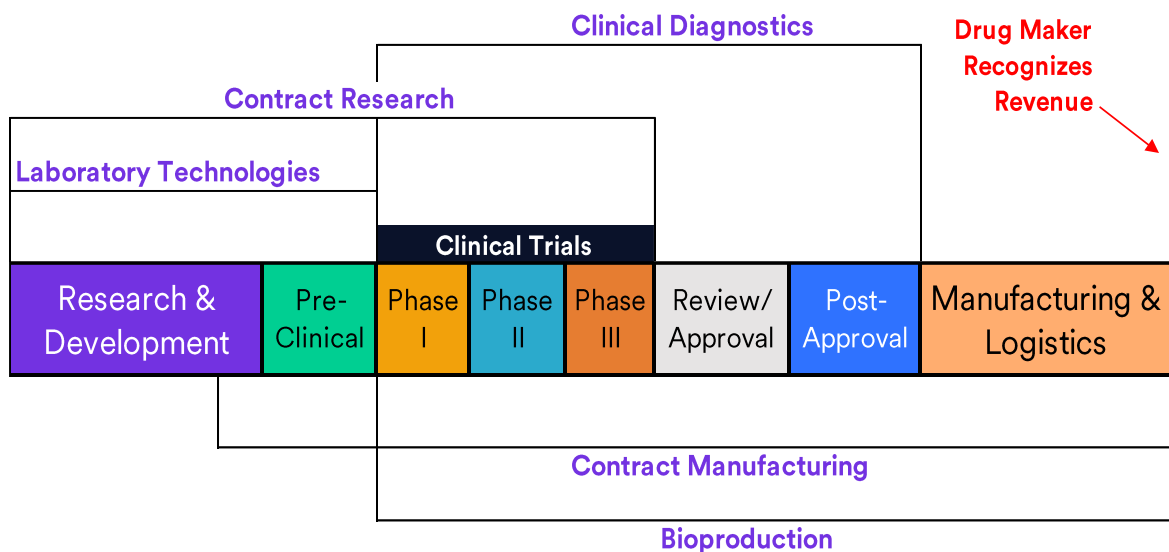 Clinical Diagnostics
Drug Maker
Recognizes
Revenue
Contract Research
Laboratory Technologies
Clinical Trials
Research &
Development
Pre-
Clinical
Phase
I
Phase
II
Phase
III
Review/
Approval
Post-
Approval
Manufacturing &
Logistics
Contract Manufacturing
Bioproduction